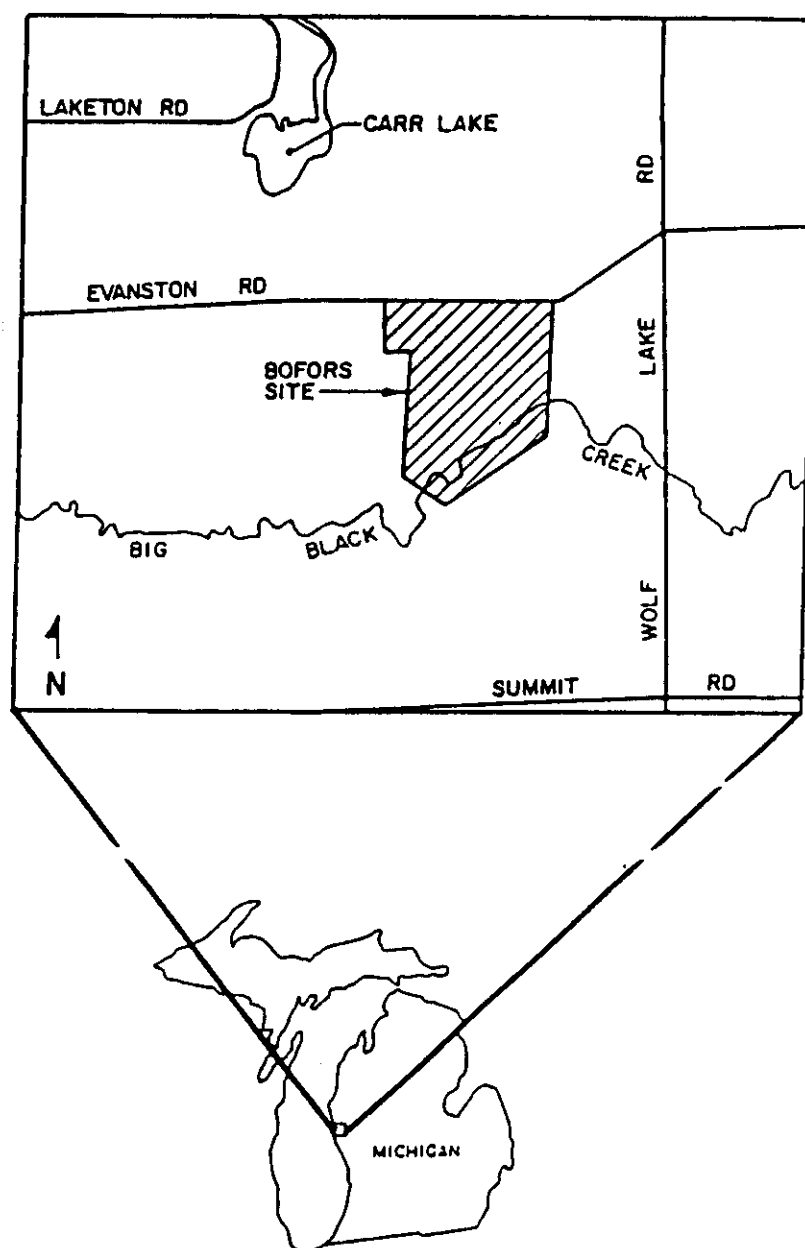 LAKETON RD
CARR LAKE
RD
EVANSTON RD
LAKE
BOFORS
SITE
CREEK
BIG BLACK
WOLF
N
SUMMIT RD
MICHIGAN